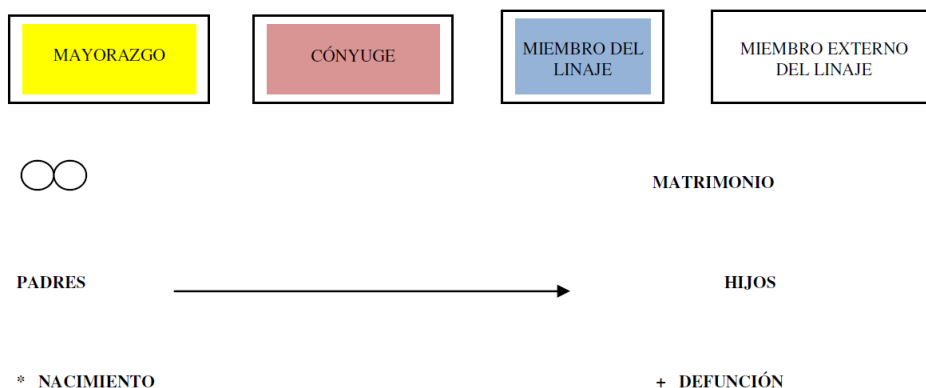 MAYORAZGO
CÓNYUGE
MIEMBRO DEL
LINAJE
MIEMBRO EXTERNO
DEL LINAJE
MATRIMONIO
PADRES
HIJOS
* NACIMIENTO
+ DEFUNCIÓN